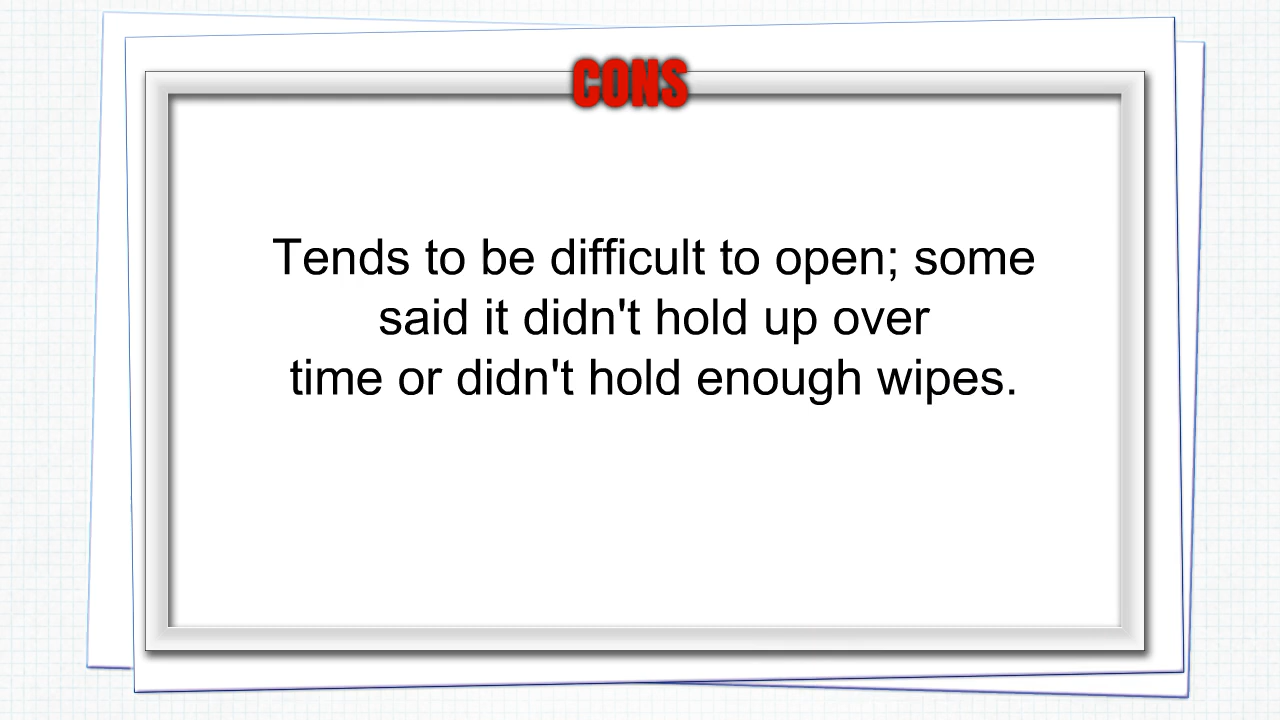 CONS
Tends to be difficult to open; some
said it didn't hold up over
time or didn't hold enough wipes.